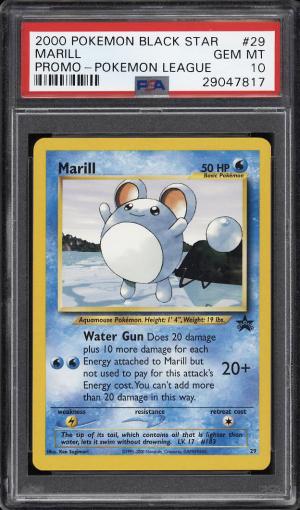 2000 POKEMON BLACK STAR #29
MARILL GEM MT
PROMO – POKEMON LEAGUE 10
29047817
PSA
Marill 50 HP
Basic Pokémon
Aquamouse Pokémon. Height: 1' 4", Weight: 19 lbs.
Water Gun Does 20 damage
plus 10 more damage for each
Energy attached to Marill but
not used to pay for this attack's
Energy cost. You can't add more
than 20 damage in this way.
20+
weakness resistance retreat cost
The tip of its tail, which contains oil that is lighter than
water, lets it swim without drowning. LV. 17 #183
Illus. Ken Sugimori
29